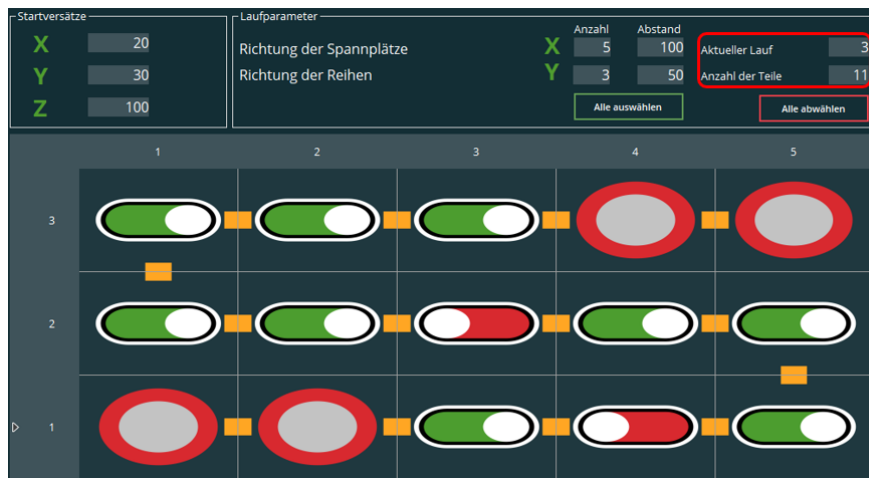 Startversätze
Laufparameter
Anzahl Abstand
X 20
Richtung der Spannplätze X 5 100 Aktueller Lauf 3
Y 30
Richtung der Reihen Y 3 50 Anzahl der Teile 11
Z 100
Alle auswählen Alle abwählen
1 2 3 4 5
3
2
1